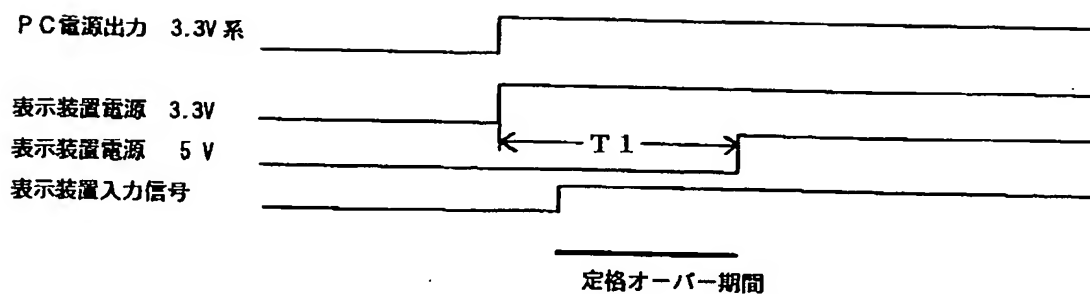 PC電源出力 3.3V系
表示装置電源 3.3V
T1
表示装置電源 5V
表示装置入力信号
定格オーバー期間